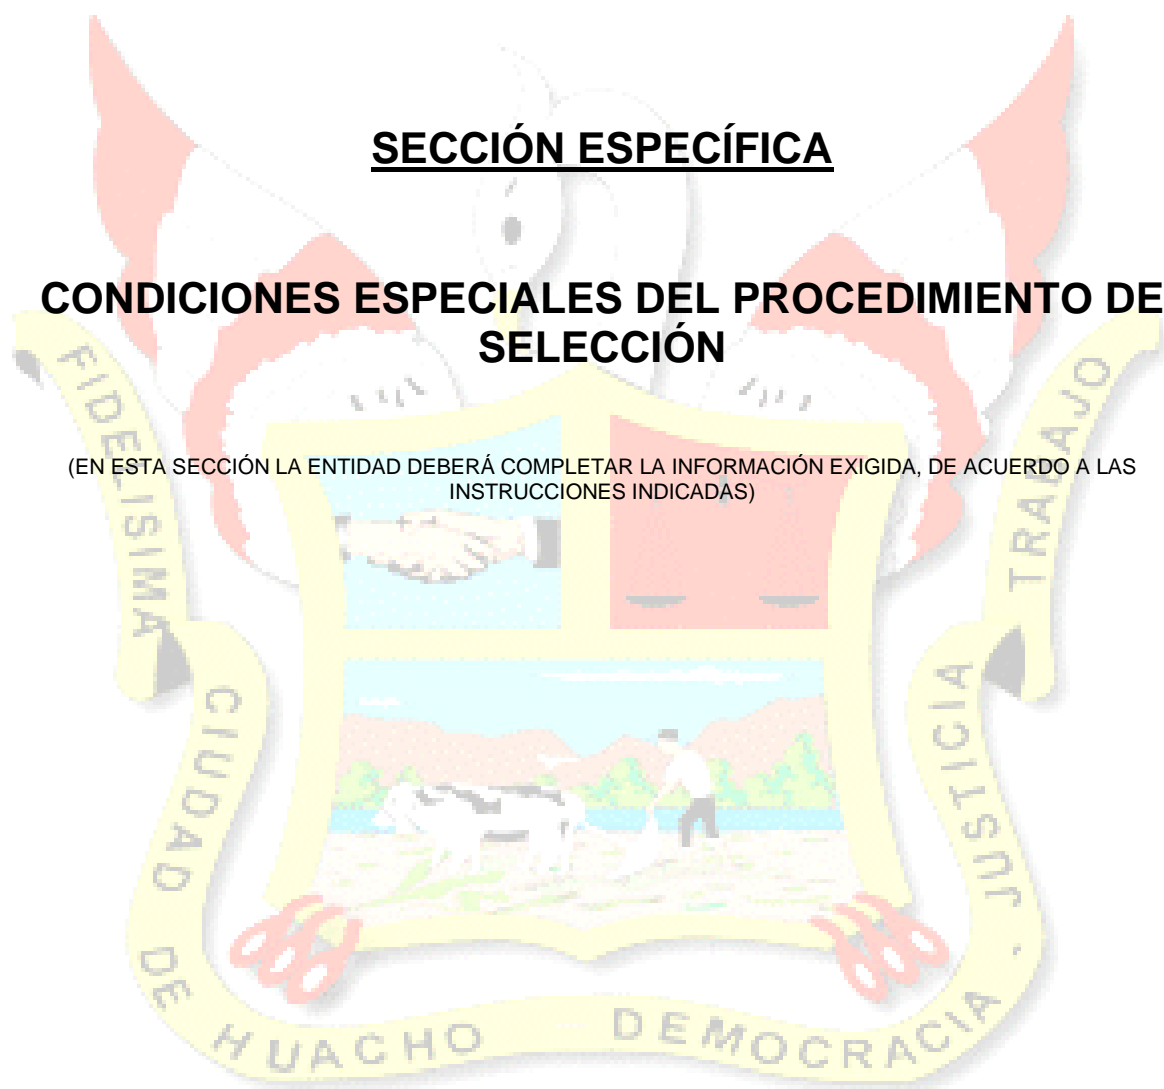 SECCIÓN ESPECÍFICA
CONDICIONES ESPECIALES DEL PROCEDIMIENTO DE
SELECCIÓN
(EN ESTA SECCIÓN LA ENTIDAD DEBERÁ COMPLETAR LA INFORMACIÓN EXIGIDA, DE ACUERDO A LAS
INSTRUCCIONES INDICADAS)
FIDELISIMA CIUDAD DE HUACHO DEMOCRACIA . JUSTICIA TRABAJO